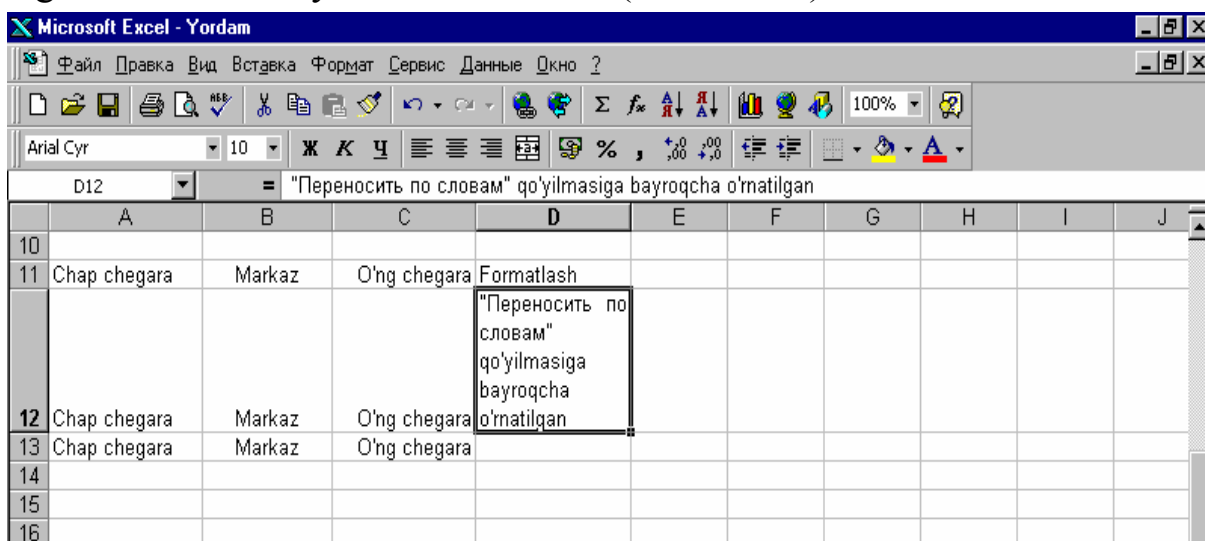 Microsoft Excel - Yordam
Файл Правка Вид Вставка Формат Сервис Данные Окно ?
100%
Arial Cyr 10 Ж К Ч % ,
D12 = "Переносить по словам" qo'yilmasiga bayroqcha o'rnatilgan
A B C D E F G H I J
10
11 Chap chegara Markaz O'ng chegara Formatlash
"Переносить по
словам"
qo'yilmasiga
bayroqcha
12 Chap chegara Markaz O'ng chegara o'rnatilgan
13 Chap chegara Markaz O'ng chegara
14
15
16